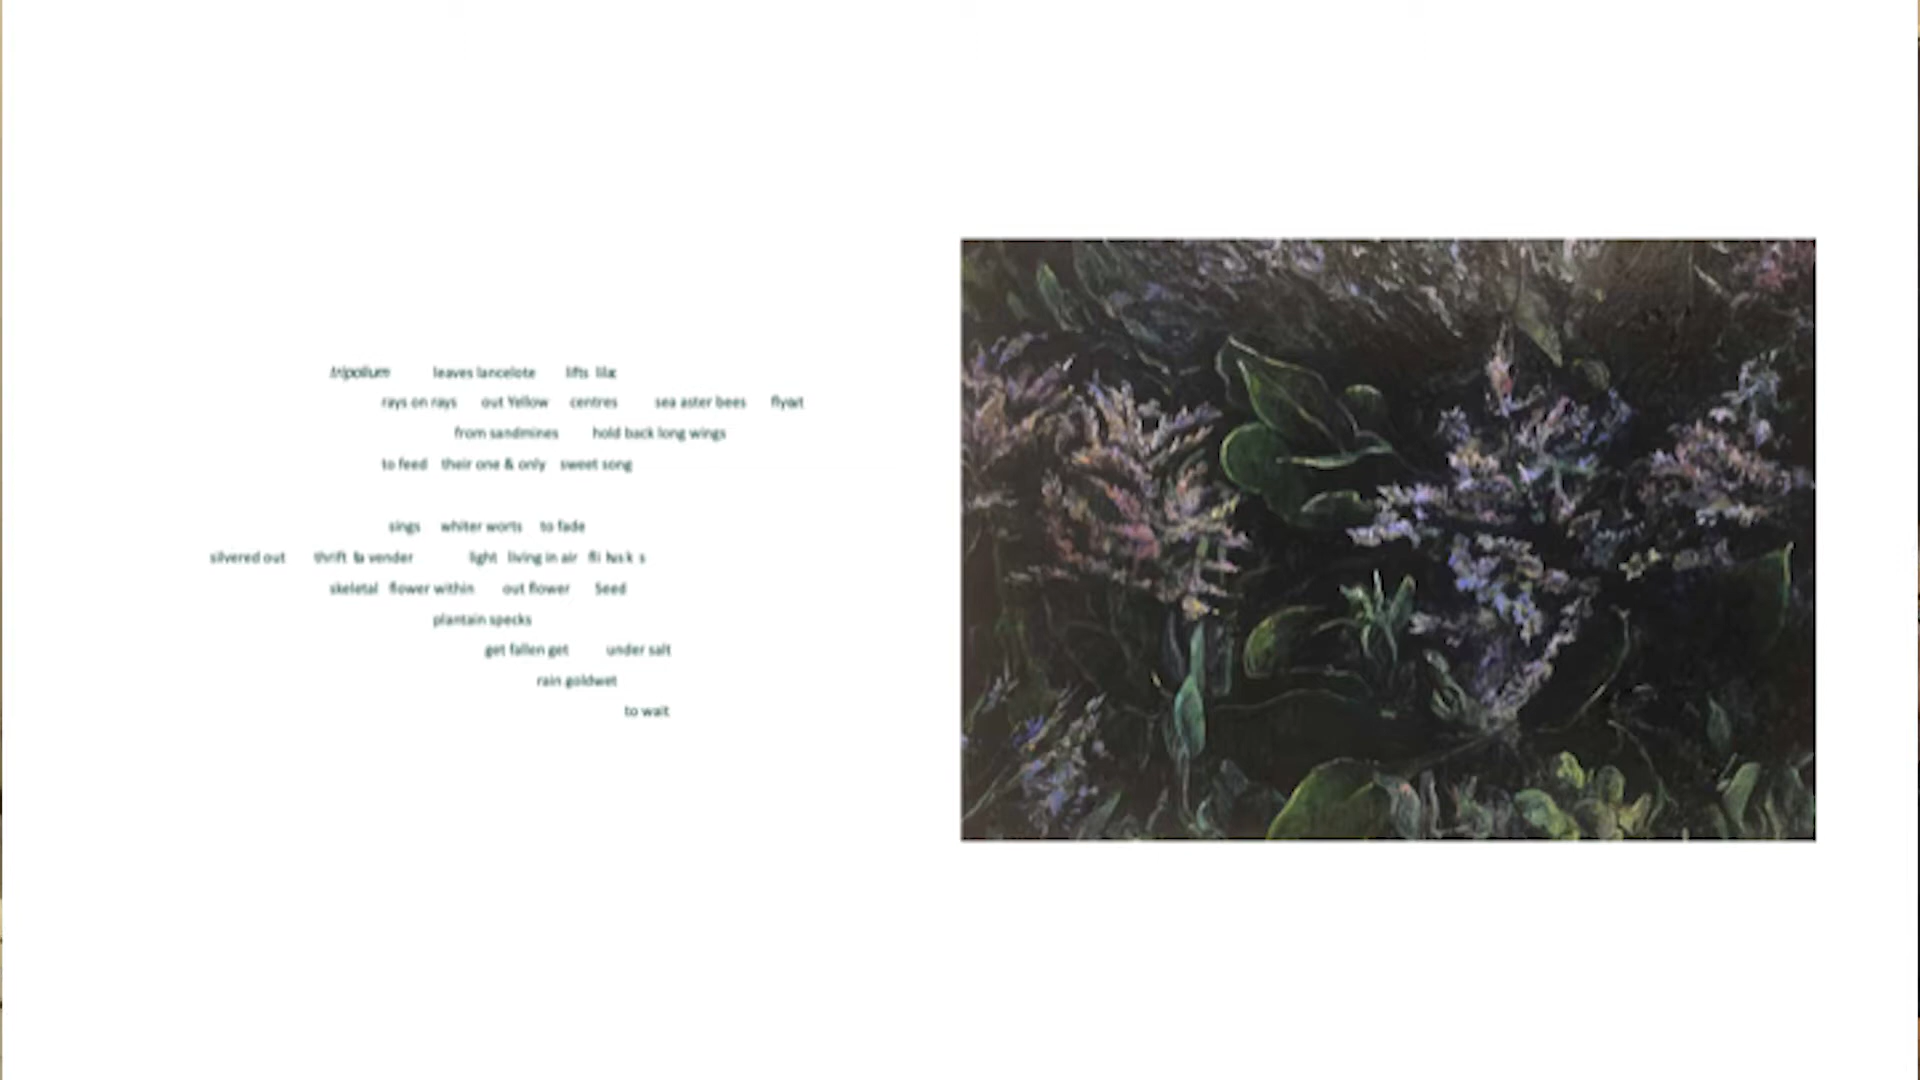 tripolium leaves lancelote lifts lilac
rays on rays out Yellow centres sea aster bees flyout
from sandmines hold back long wings
to feed their one & only sweet song
sings whiter worts to fade
silvered out thrift la vender light living in air fli husk s
skeletal flower within out flower Seed
plantain specks
get fallen get under salt
rain goldwet
to wait